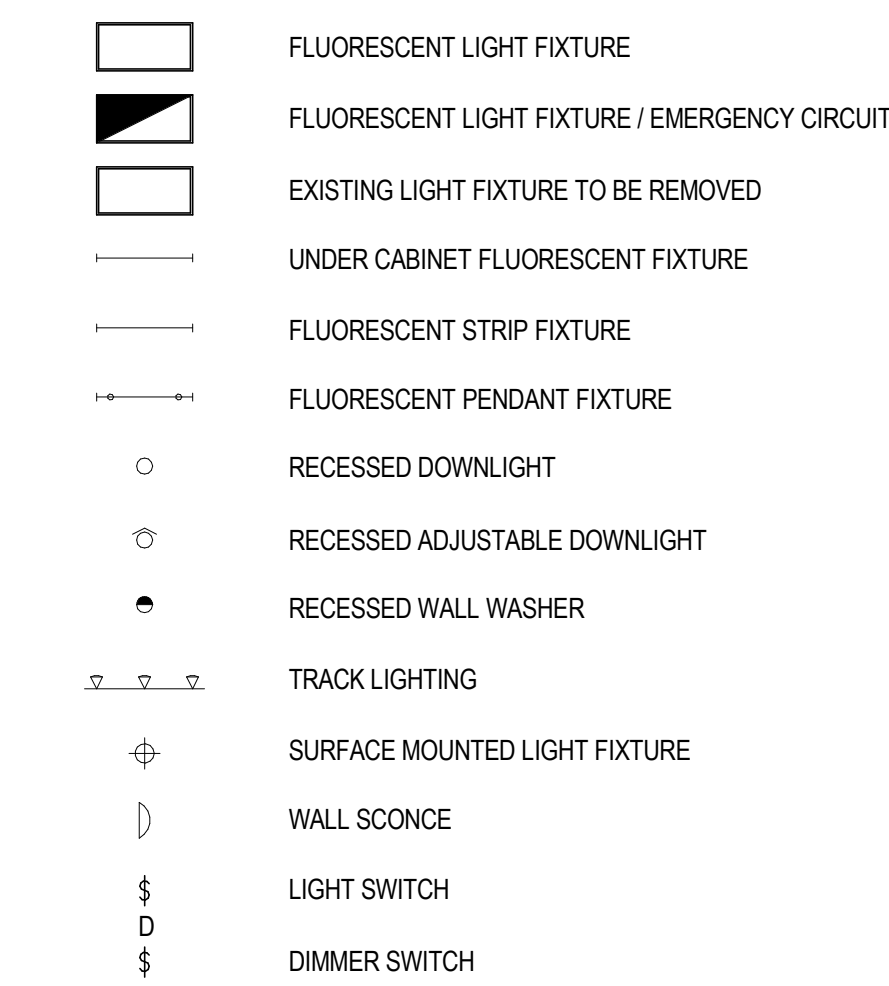 FLUORESCENT LIGHT FIXTURE
FLUORESCENT LIGHT FIXTURE / EMERGENCY CIRCUIT
EXISTING LIGHT FIXTURE TO BE REMOVED
UNDER CABINET FLUORESCENT FIXTURE
FLUORESCENT STRIP FIXTURE
FLUORESCENT PENDANT FIXTURE
RECESSED DOWNLIGHT
RECESSED ADJUSTABLE DOWNLIGHT
RECESSED WALL WASHER
TRACK LIGHTING
SURFACE MOUNTED LIGHT FIXTURE
WALL SCONCE
$ LIGHT SWITCH
D
$ DIMMER SWITCH